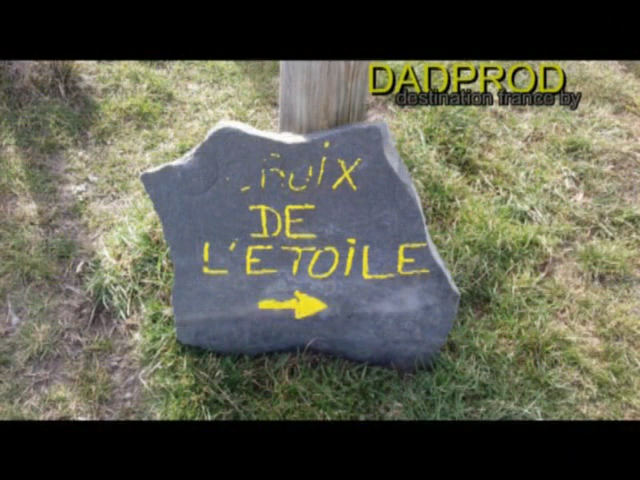 DADPROD
destination france by
CROIX
DE
L'ETOILE